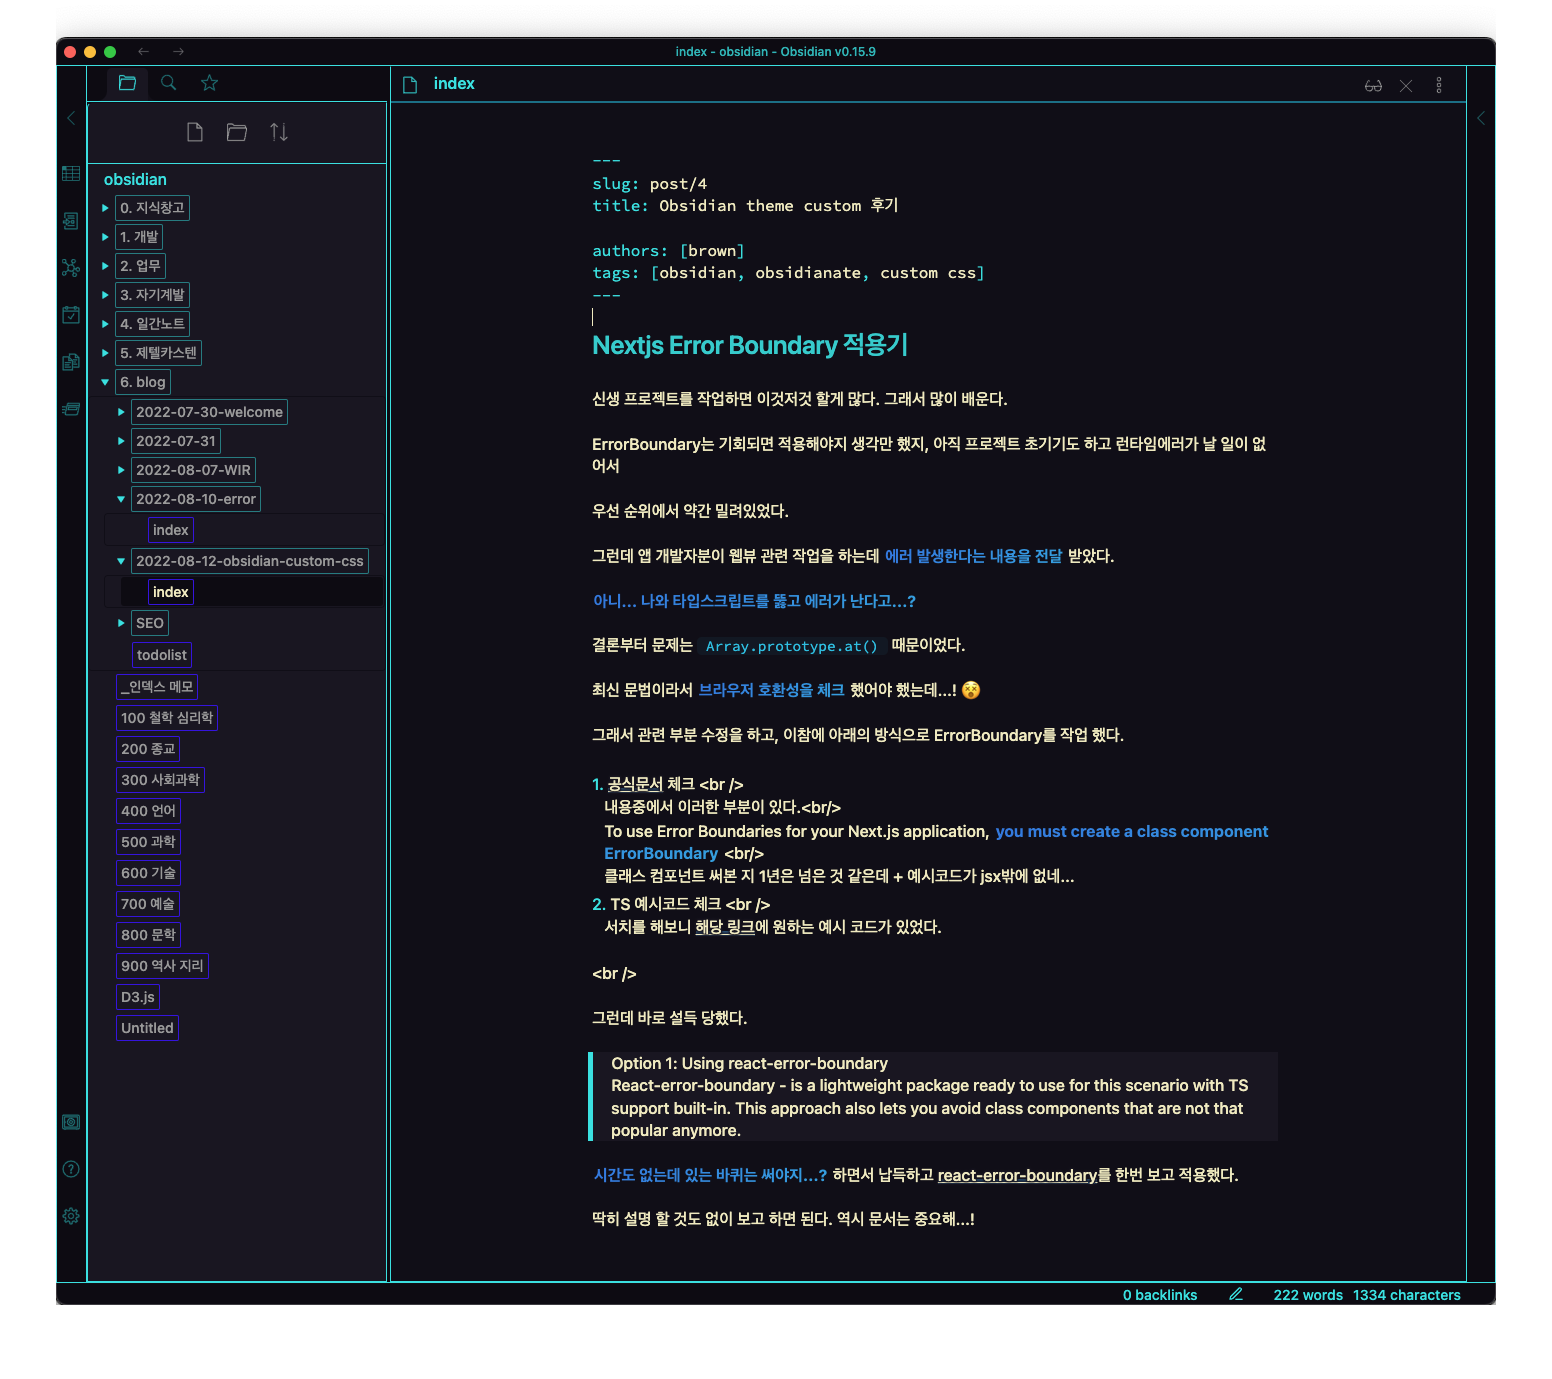 index - obsidian - Obsidian v0.15.9
index
obsidian
0. 지식창고
1. 개발
2. 업무
3. 자기계발
4. 일간노트
5. 제텔카스텐
6. blog
2022-07-30-welcome
2022-07-31
2022-08-07-WIR
2022-08-10-error
index
2022-08-12-obsidian-custom-css
index
SEO
todolist
_인덱스 메모
100 철학 심리학
200 종교
300 사회과학
400 언어
500 과학
600 기술
700 예술
800 문학
900 역사 지리
D3.js
Untitled
---
slug: post/4
title: Obsidian theme custom 후기
authors: [brown]
tags: [obsidian, obsidianate, custom css]
---
Nextjs Error Boundary 적용기
신생 프로젝트를 작업하면 이것저것 할게 많다. 그래서 많이 배운다.
ErrorBoundary는 기회되면 적용해야지 생각만 했지, 아직 프로젝트 초기기도 하고 런타임에러가 날 일이 없
어서
우선 순위에서 약간 밀려있었다.
그런데 앱 개발자분이 웹뷰 관련 작업을 하는데 에러 발생한다는 내용을 전달 받았다.
아니... 나와 타입스크립트를 뚫고 에러가 난다고...?
결론부터 문제는 Array.prototype.at() 때문이었다.
최신 문법이라서 브라우저 호환성을 체크 했어야 했는데...! 😵
그래서 관련 부분 수정을 하고, 이참에 아래의 방식으로 ErrorBoundary를 작업 했다.
1. 공식문서 체크 <br />
내용중에서 이러한 부분이 있다.<br/>
To use Error Boundaries for your Next.js application, you must create a class component
ErrorBoundary <br/>
클래스 컴포넌트 써본 지 1년은 넘은 것 같은데 + 예시코드가 jsx밖에 없네...
2. TS 예시코드 체크 <br />
서치를 해보니 해당 링크에 원하는 예시 코드가 있었다.
<br />
그런데 바로 설득 당했다.
Option 1: Using react-error-boundary
React-error-boundary - is a lightweight package ready to use for this scenario with TS
support built-in. This approach also lets you avoid class components that are not that
popular anymore.
시간도 없는데 있는 바퀴는 써야지...? 하면서 납득하고 react-error-boundary를 한번 보고 적용했다.
딱히 설명 할 것도 없이 보고 하면 된다. 역시 문서는 중요해...!
0 backlinks 222 words 1334 characters